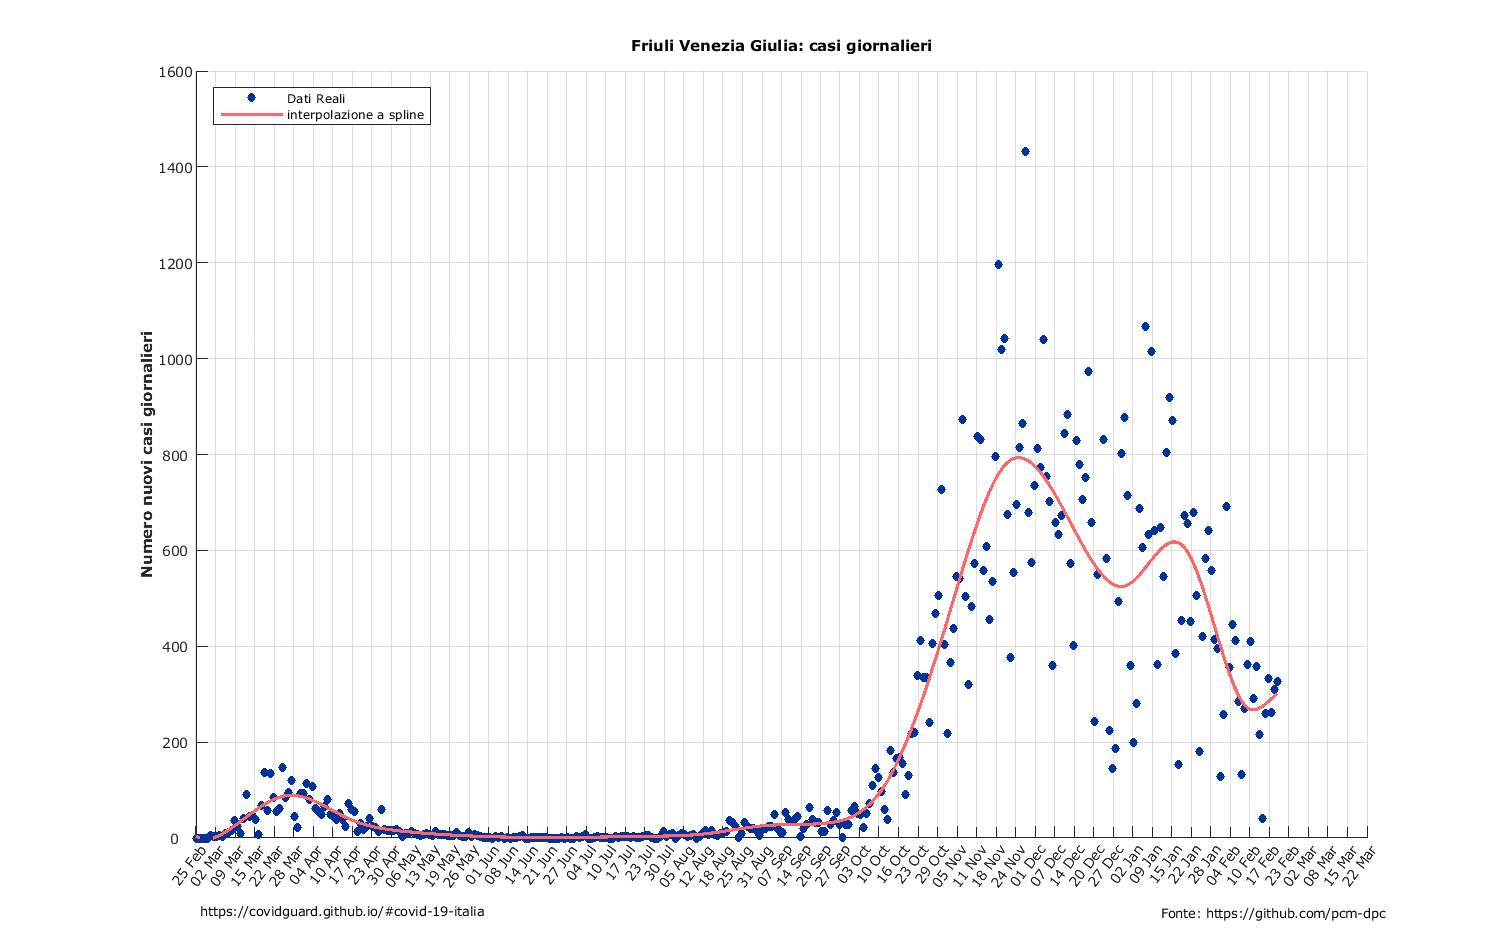 Friuli Venezia Giulia: casi giornalieri
1600
1400
1200
1000
800
600
400
200
0
Numero nuovi casi giornalieri
Dati Reali
interpolazione a spline
25 Feb
02 Mar
09 Mar
15 Mar
22 Mar
28 Mar
04 Apr
10 Apr
17 Apr
23 Apr
30 Apr
06 May
13 May
19 May
26 May
01 Jun
08 Jun
14 Jun
21 Jun
27 Jun
04 Jul
10 Jul
17 Jul
23 Jul
30 Jul
05 Aug
12 Aug
18 Aug
25 Aug
31 Aug
07 Sep
14 Sep
20 Sep
27 Sep
03 Oct
10 Oct
16 Oct
23 Oct
29 Oct
05 Nov
11 Nov
18 Nov
24 Nov
01 Dec
07 Dec
14 Dec
20 Dec
27 Dec
02 Jan
09 Jan
15 Jan
22 Jan
28 Jan
04 Feb
10 Feb
17 Feb
23 Feb
02 Mar
08 Mar
15 Mar
22 Mar
https://covidguard.github.io/#covid-19-italia
Fonte: https://github.com/pcm-dpc